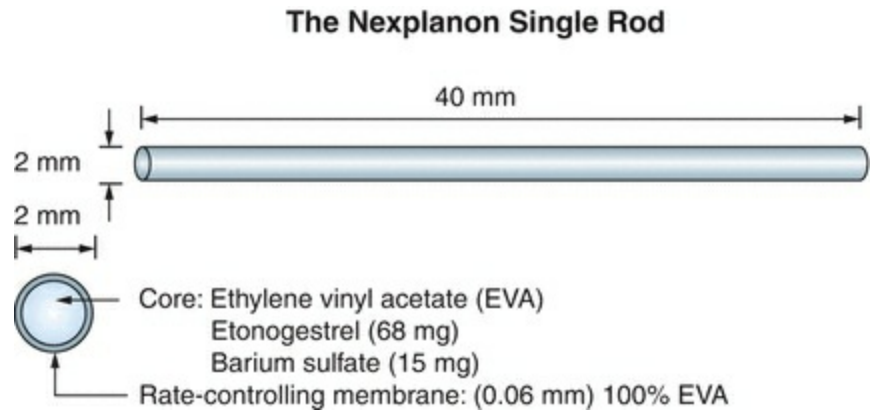 The Nexplanon Single Rod
40 mm
2 mm
2 mm
Core: Ethylene vinyl acetate (EVA)
Etonogestrel (68 mg)
Barium sulfate (15 mg)
Rate-controlling membrane: (0.06 mm) 100% EVA